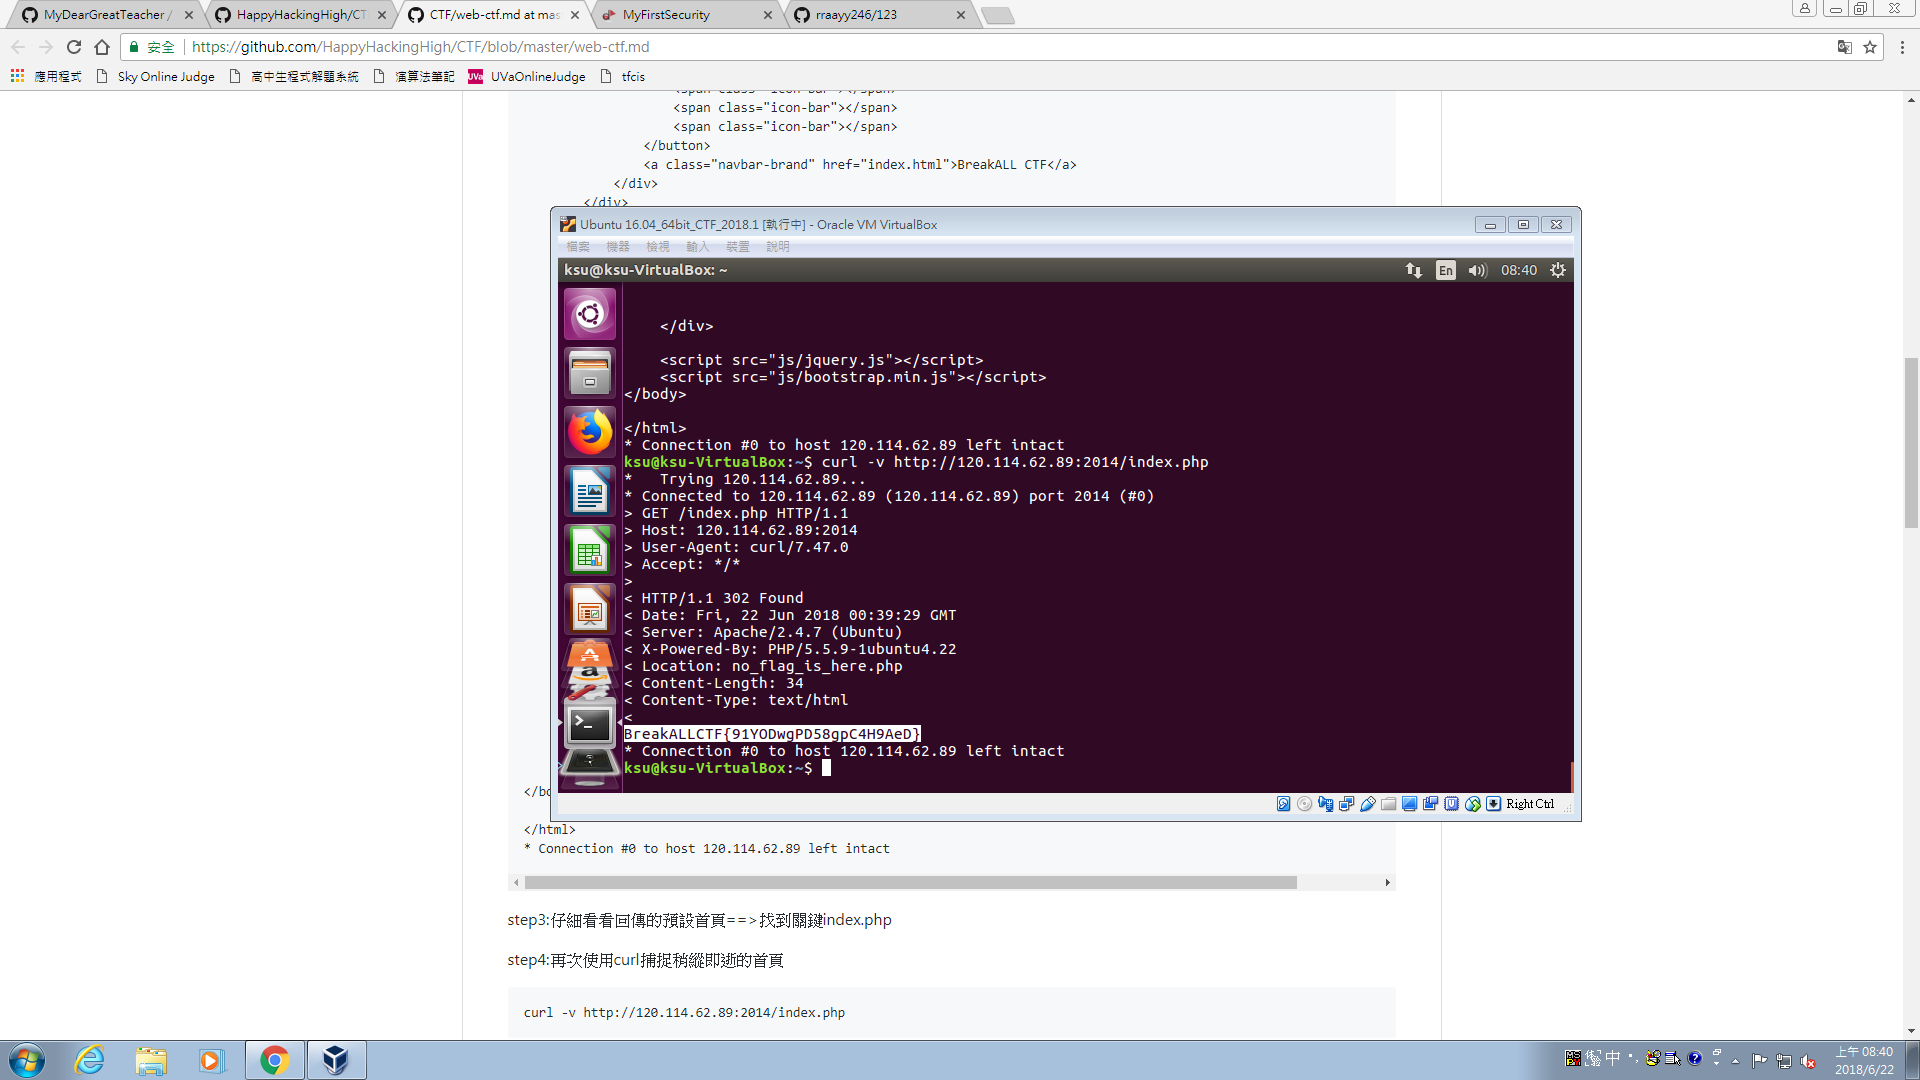 MyDearGreatTeacher /
HappyHackingHigh/CT
CTF/web-ctf.md at mas
MyFirstSecurity
rraayy246/123
安全
https://github.com/HappyHackingHigh/CTF/blob/master/web-ctf.md
應用程式
Sky Online Judge
高中生程式解題系統
演算法筆記
UVa
UVaOnlineJudge
tfcis
<span class="icon-bar"></span>
<span class="icon-bar"></span>
<span class="icon-bar"></span>
</button>
<a class="navbar-brand" href="index.html">BreakALL CTF</a>
</div>
</div>
Ubuntu 16.04_64bit_CTF_2018.1 [執行中] - Oracle VM VirtualBox
檔案 機器 檢視 輸入 裝置 說明
ksu@ksu-VirtualBox: ~
En
08:40
</div>
<script src="js/jquery.js"></script>
<script src="js/bootstrap.min.js"></script>
</body>
</html>
* Connection #0 to host 120.114.62.89 left intact
ksu@ksu-VirtualBox:~$ curl -v http://120.114.62.89:2014/index.php
*   Trying 120.114.62.89...
* Connected to 120.114.62.89 (120.114.62.89) port 2014 (#0)
> GET /index.php HTTP/1.1
> Host: 120.114.62.89:2014
> User-Agent: curl/7.47.0
> Accept: */*
>
< HTTP/1.1 302 Found
< Date: Fri, 22 Jun 2018 00:39:29 GMT
< Server: Apache/2.4.7 (Ubuntu)
< X-Powered-By: PHP/5.5.9-1ubuntu4.22
< Location: no_flag_is_here.php
< Content-Length: 34
< Content-Type: text/html
<
BreakALLCTF{91YODwgPD58gpC4H9AeD}
* Connection #0 to host 120.114.62.89 left intact
ksu@ksu-VirtualBox:~$
Right Ctrl
</bo
</html>
* Connection #0 to host 120.114.62.89 left intact
step3:仔細看看回傳的預設首頁==>找到關鍵index.php
step4:再次使用curl捕捉稍縱即逝的首頁
curl -v http://120.114.62.89:2014/index.php
中
上午 08:40
2018/6/22